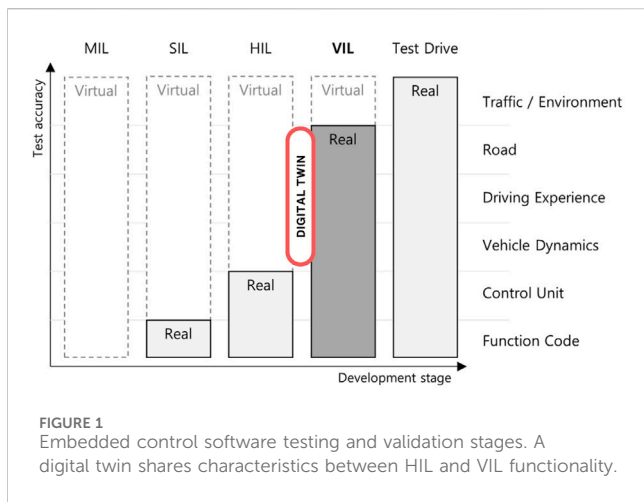 MIL SIL HIL VIL Test Drive
Virtual Virtual Virtual Virtual Real
Traffic / Environment
Real
Road
Driving Experience
DIGITAL TWIN
Vehicle Dynamics
Real
Control Unit
Real
Function Code
Test accuracy
Development stage
FIGURE 1
Embedded control software testing and validation stages. A
digital twin shares characteristics between HIL and VIL functionality.